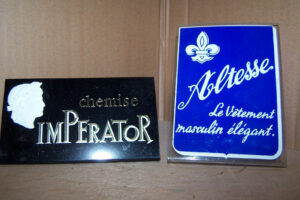 chemise
IMPERATOR
Altesse
Le Vêtement
masculin élégant.